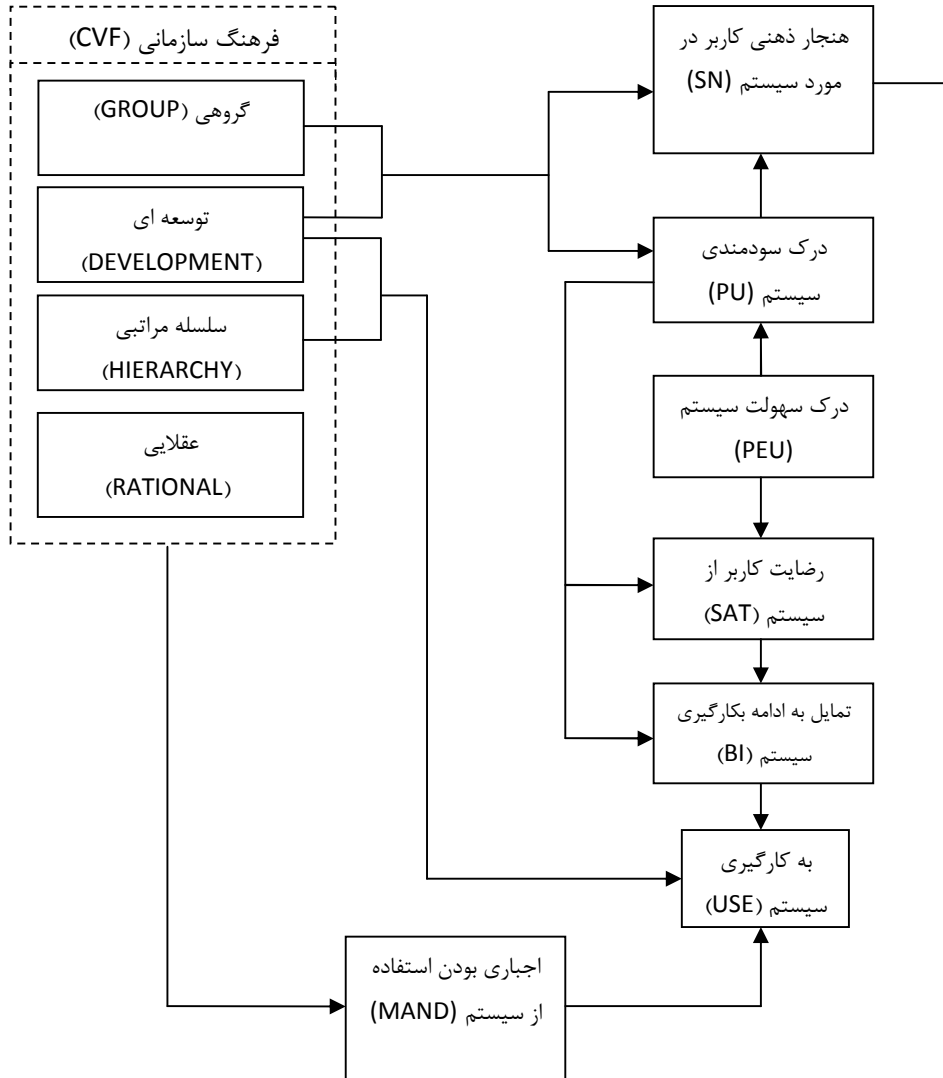 فرهنگ سازمانی (CVF)
گروهی (GROUP)
توسعه ای
(DEVELOPMENT)
سلسله مراتبی
(HIERARCHY)
عقلایی
(RATIONAL)
هنجار ذهنی کاربر در
مورد سیستم (SN)
درک سودمندی
سیستم (PU)
درک سهولت سیستم
(PEU)
رضایت کاربر از
سیستم (SAT)
تمایل به ادامه بکارگیری
سیستم (BI)
به کارگیری
سیستم (USE)
اجباری بودن استفاده
از سیستم (MAND)